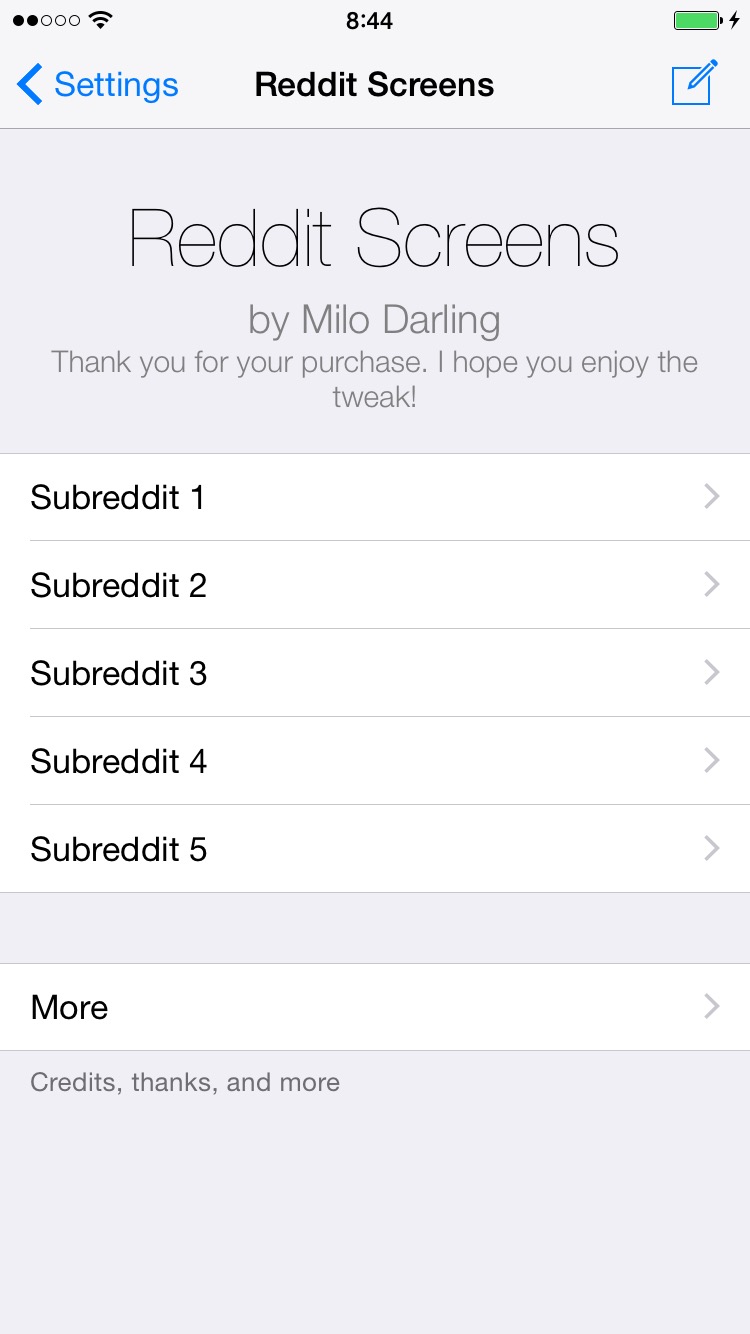 8:44
Settings Reddit Screens
Reddit Screens
by Milo Darling
Thank you for your purchase. I hope you enjoy the
tweak!
Subreddit 1
Subreddit 2
Subreddit 3
Subreddit 4
Subreddit 5
More
Credits, thanks, and more